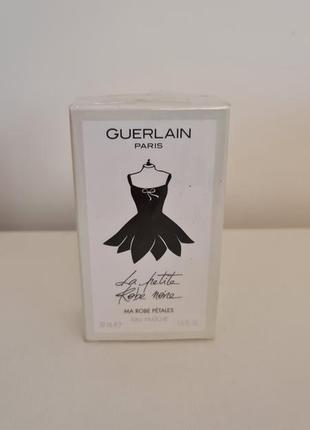 GUERLAIN
PARIS
La petite
Robe noire
MA ROBE PÉTALES
EAU FRAÎCHE